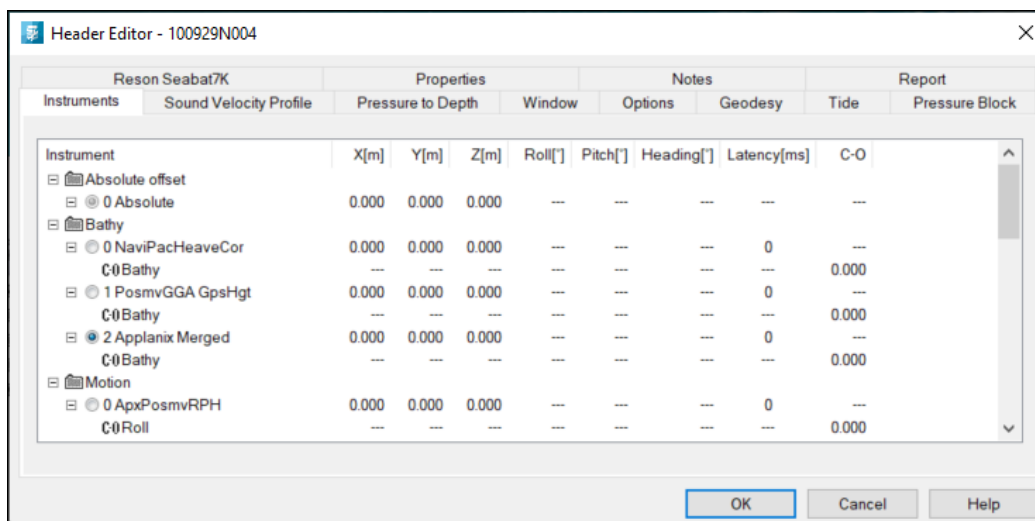 Header Editor - 100929N004
Reson Seabat7K Properties Notes Report
Instruments Sound Velocity Profile Pressure to Depth Window Options Geodesy Tide Pressure Block
Instrument X[m] Y[m] Z[m] Roll[°] Pitch[°] Heading[°] Latency[ms] C-O
Absolute offset
0 Absolute 0.000 0.000 0.000 --- --- --- --- ---
Bathy
0 NaviPacHeaveCor 0.000 0.000 0.000 --- --- --- 0 ---
C-O Bathy --- --- --- --- --- --- --- 0.000
1 PosmvGGA GpsHgt 0.000 0.000 0.000 --- --- --- 0 ---
C-O Bathy --- --- --- --- --- --- --- 0.000
2 Applanix Merged 0.000 0.000 0.000 --- --- --- 0 ---
C-O Bathy --- --- --- --- --- --- --- 0.000
Motion
0 ApxPosmvRPH 0.000 0.000 0.000 --- --- --- 0 ---
C-O Roll --- --- --- --- --- --- --- 0.000
OK Cancel Help